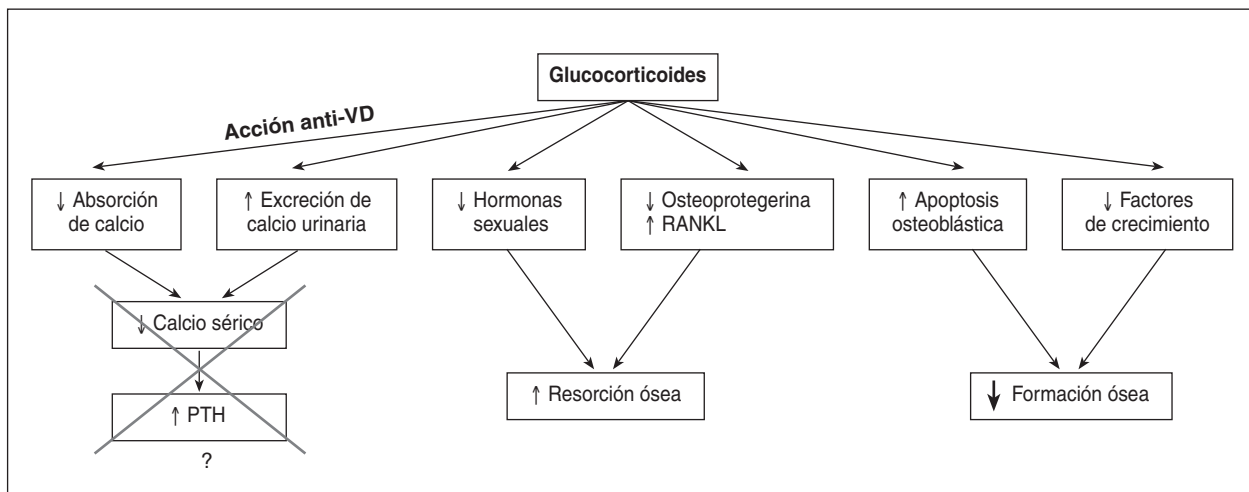 Glucocorticoides
Acción anti-VD
↓ Absorción
de calcio
↑ Excreción de
calcio urinaria
↓ Hormonas
sexuales
↓ Osteoprotegerina
↑ RANKL
↑ Apoptosis
osteoblástica
↓ Factores
de crecimiento
↓ Calcio sérico
↑ PTH
?
↑ Resorción ósea
↓ Formación ósea